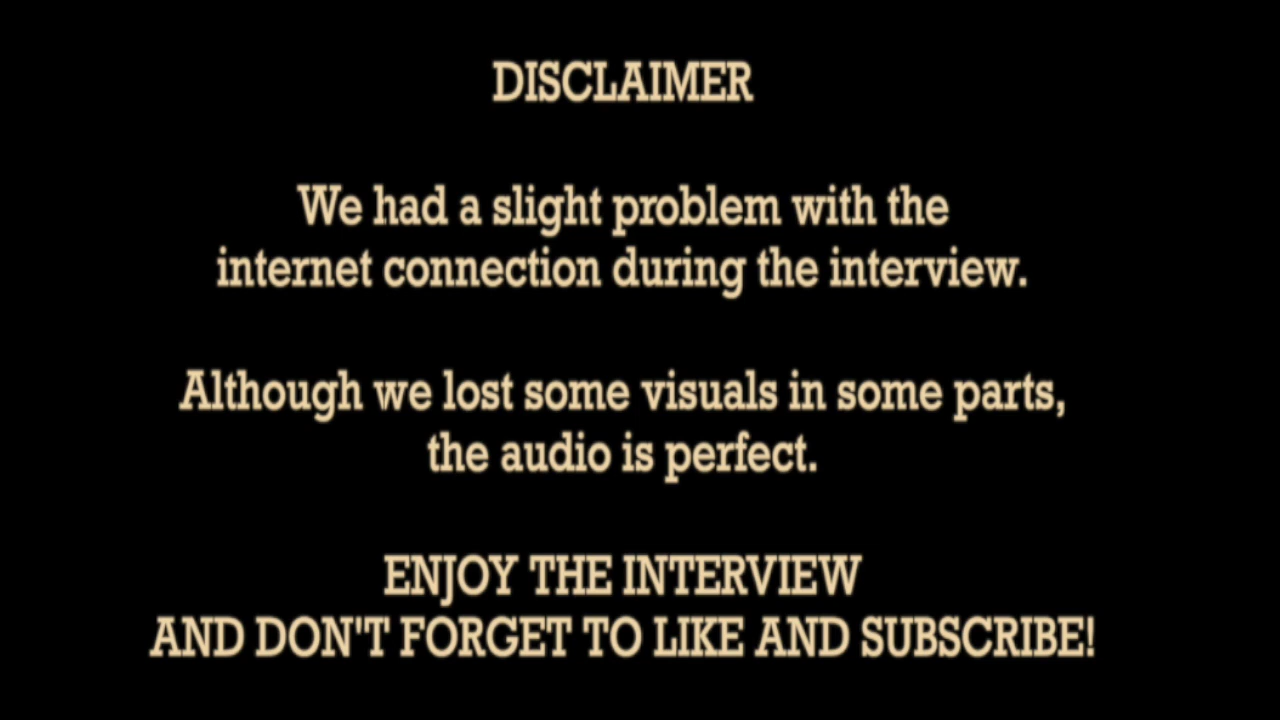 DISCLAIMER
We had a slight problem with the
internet connection during the interview.
Although we lost some visuals in some parts,
the audio is perfect.
ENJOY THE INTERVIEW
AND DON'T FORGET TO LIKE AND SUBSCRIBE!